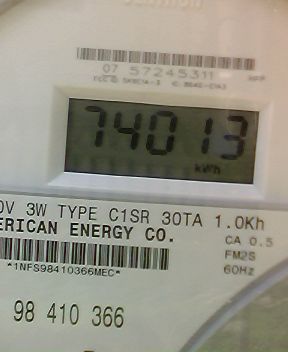 07 57245311
74013
kWh
0V 3W TYPE C1SR 30TA 1.0Kh
ERICAN ENERGY CO.
CA 0.5
FM2S
60Hz
*1NFS98410366MEC*
98 410 366